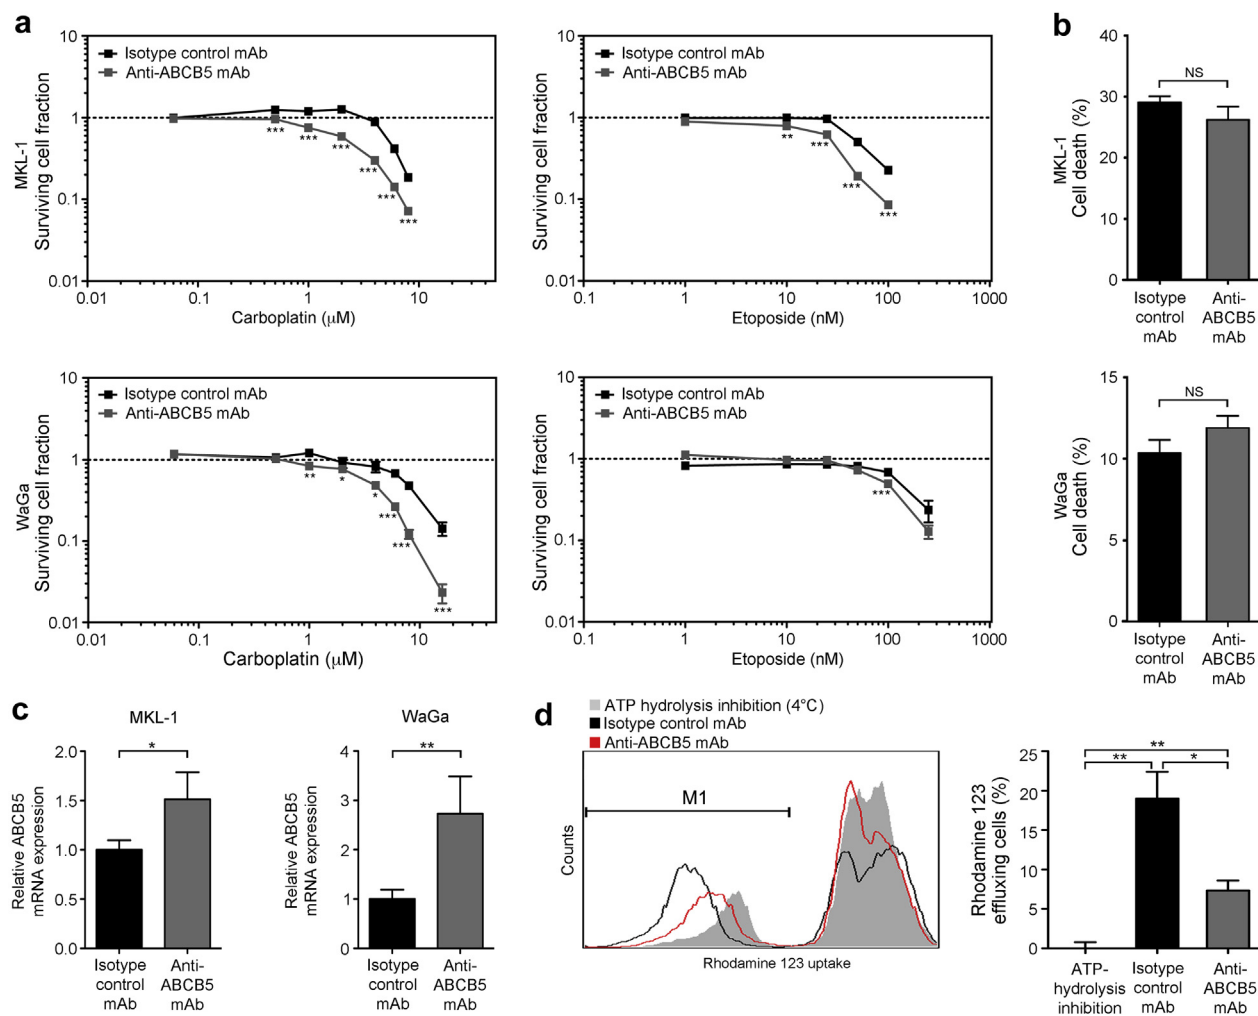 a
10
1
0.1
0.01
MKL-1
Surviving cell fraction
Isotype control mAb
Anti-ABCB5 mAb
***
***
***
***
***
***
0.01
0.1
1
10
Carboplatin (μM)
10
1
0.1
0.01
Surviving cell fraction
Isotype control mAb
Anti-ABCB5 mAb
**
***
***
***
0.1
1
10
100
1000
Etoposide (nM)
b
40
30
20
10
0
MKL-1
Cell death (%)
NS
Isotype
control
mAb
Anti-
ABCB5
mAb
10
1
0.1
0.01
WaGa
Surviving cell fraction
Isotype control mAb
Anti-ABCB5 mAb
**
*
*
***
***
***
0.01
0.1
1
10
Carboplatin (μM)
10
1
0.1
0.01
Surviving cell fraction
Isotype control mAb
Anti-ABCB5 mAb
***
0.1
1
10
100
1000
Etoposide (nM)
15
10
5
0
WaGa
Cell death (%)
NS
Isotype
control
mAb
Anti-
ABCB5
mAb
c
MKL-1
2.0
1.5
1.0
0.5
0.0
Relative ABCB5
mRNA expression
*
Isotype
control
mAb
Anti-
ABCB5
mAb
WaGa
4
3
2
1
0
Relative ABCB5
mRNA expression
**
Isotype
control
mAb
Anti-
ABCB5
mAb
d
ATP hydrolysis inhibition (4°C)
Isotype control mAb
Anti-ABCB5 mAb
M1
Counts
Rhodamine 123 uptake
25
20
15
10
5
0
Rhodamine 123
effluxing cells (%)
**
**
*
ATP-
hydrolysis
inhibition
Isotype
control
mAb
Anti-
ABCB5
mAb